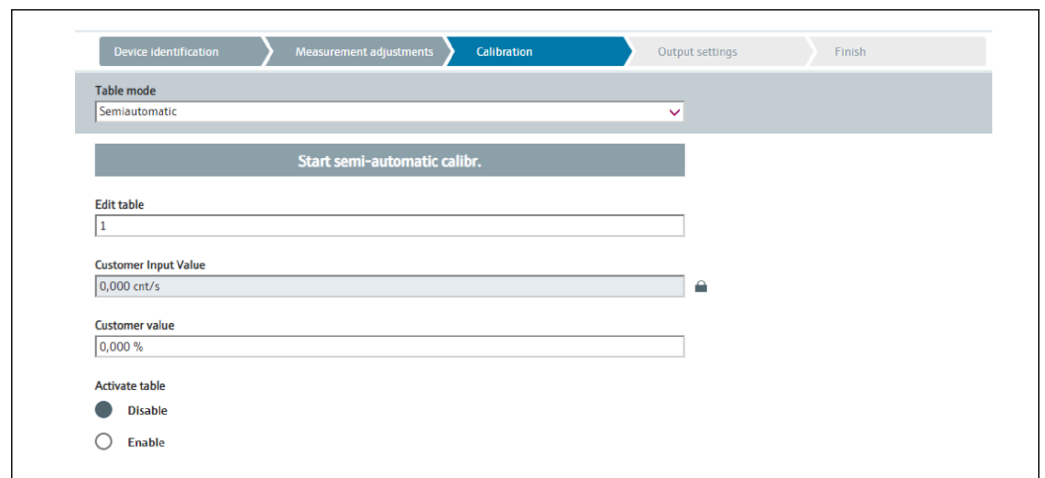 Device identification Measurement adjustments Calibration Output settings Finish
Table mode
Semiautomatic
Start semi-automatic calibr.
Edit table
1
Customer Input Value
0,000 cnt/s
Customer value
0,000 %
Activate table
Disable
Enable